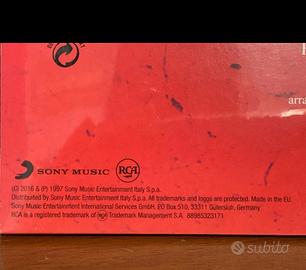 arra
SONY MUSIC RCA
(C) 2016 & (P) 1997 Sony Music Entertainment Italy S.p.a.
Distributed by Sony Music Entertainment Italy S.p.a. All trademarks and loggs are protected. Made in the EU.
Sony Music Entertainment International Services GmbH, PO Box 510, 33311 Gütersloh, Germany
RCA is a registered trademark of RCA Trademark Management S.A. 88985323171
subito